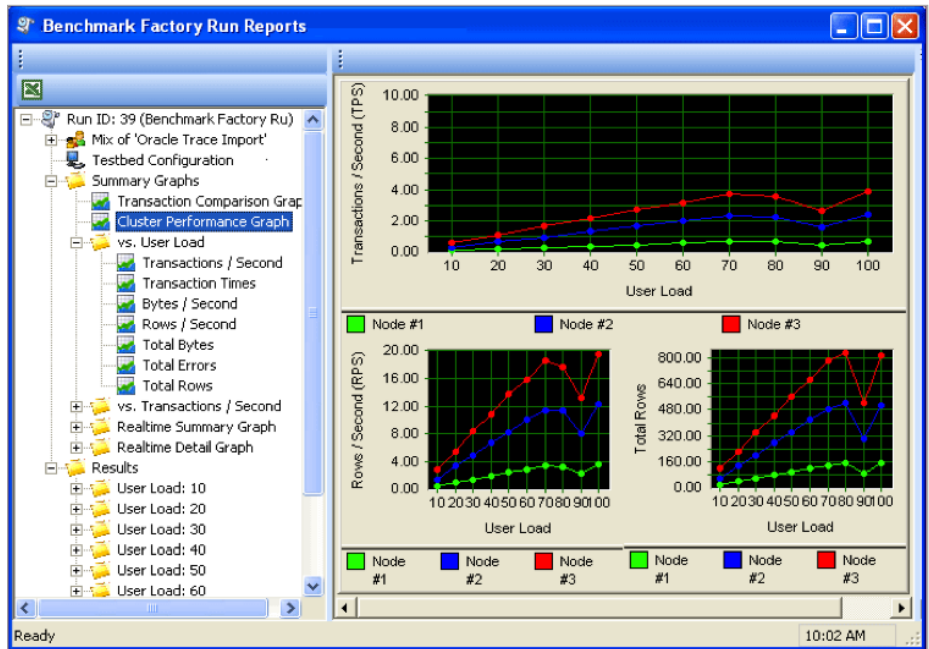 Benchmark Factory Run Reports
Run ID: 39 (Benchmark Factory Ru)
Mix of 'Oracle Trace Import'
Testbed Configuration
Summary Graphs
Transaction Comparison Grap
Cluster Performance Graph
vs. User Load
Transactions / Second
Transaction Times
Bytes / Second
Rows / Second
Total Bytes
Total Errors
Total Rows
vs. Transactions / Second
Realtime Summary Graph
Realtime Detail Graph
Results
User Load: 10
User Load: 20
User Load: 30
User Load: 40
User Load: 50
User Load: 60
Transactions / Second (TPS)
10.00
8.00
6.00
4.00
2.00
0.00
10 20 30 40 50 60 70 80 90 100
User Load
Node #1 Node #2 Node #3
Rows / Second (RPS)
20.00
16.00
12.00
8.00
4.00
0.00
10 20 30 40 50 60 70 80 90 100
User Load
Node #1 Node #2 Node #3
Total Rows
800.00
640.00
480.00
320.00
160.00
0.00
10 20 30 40 50 60 70 80 90 100
User Load
Node #1 Node #2 Node #3
Ready
10:02 AM